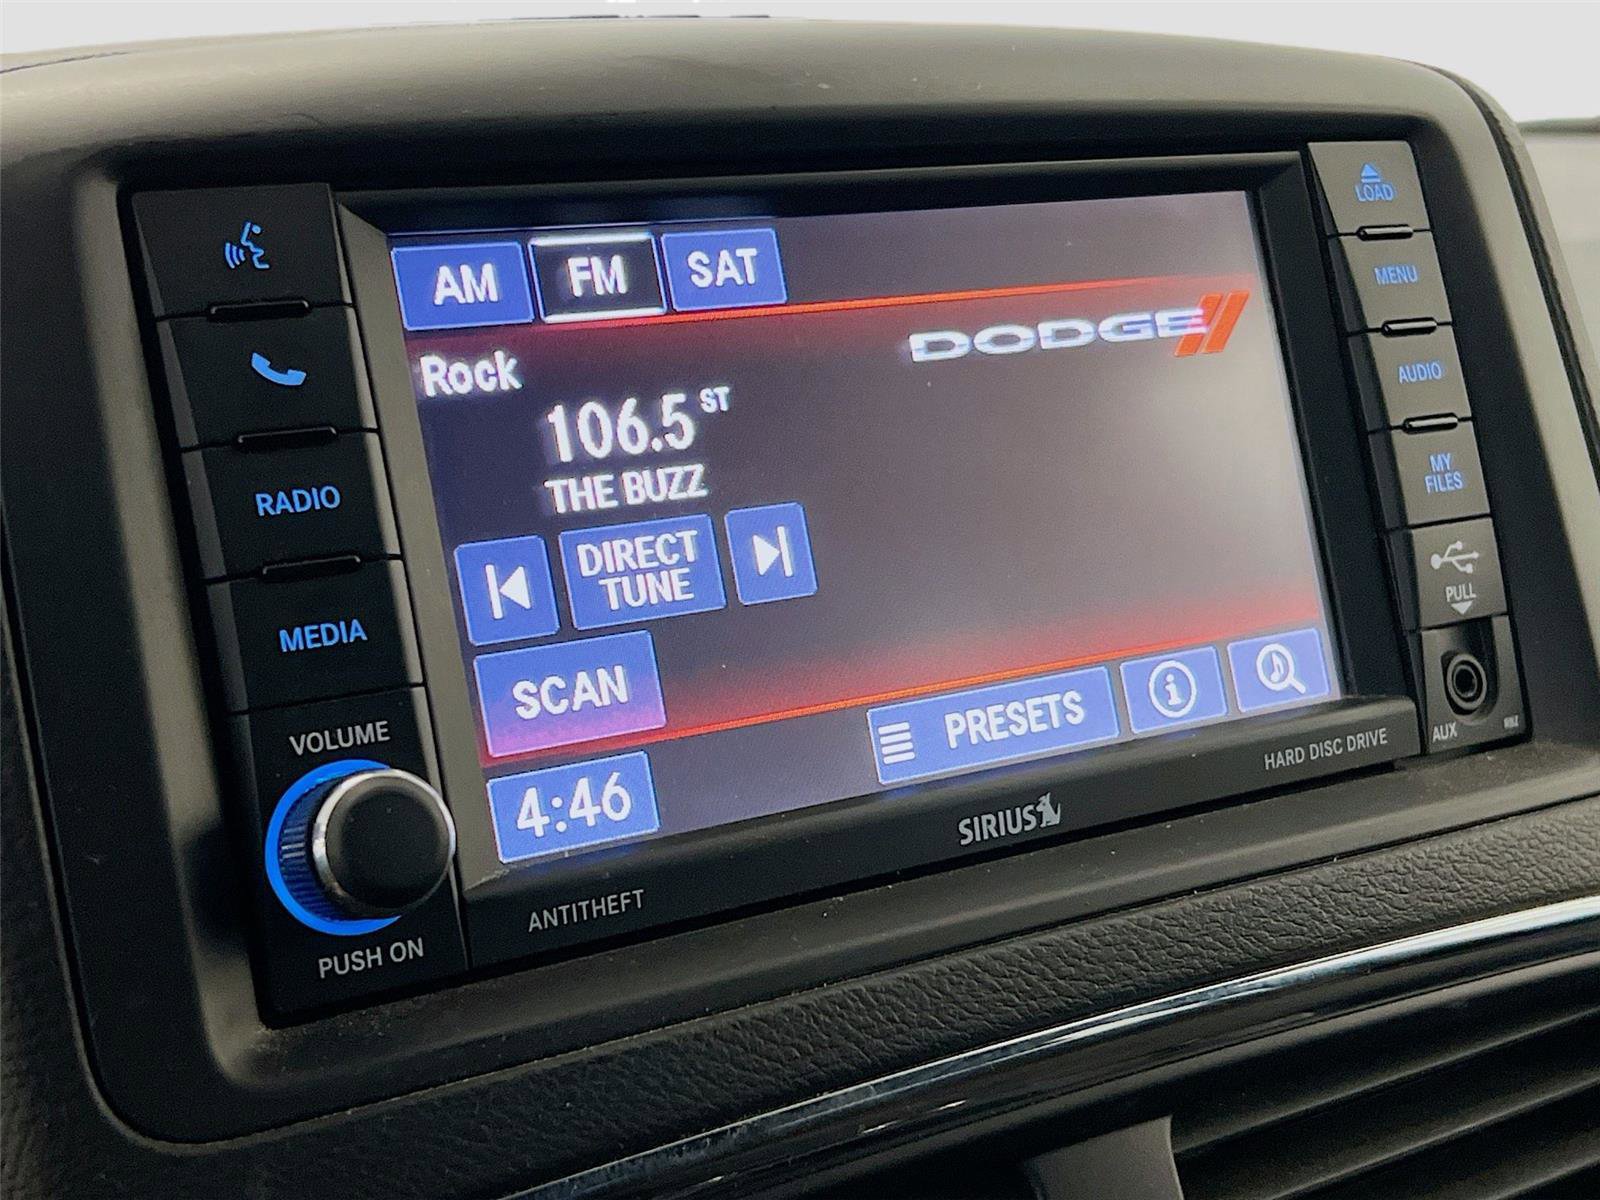 AM FM SAT
DODGE
Rock
106.5 ST
THE BUZZ
DIRECT
TUNE
SCAN
PRESETS
4:46
RADIO
MEDIA
VOLUME
PUSH ON
LOAD
MENU
AUDIO
MY
FILES
PULL
AUX
HARD DISC DRIVE
SIRIUS
ANTITHEFT